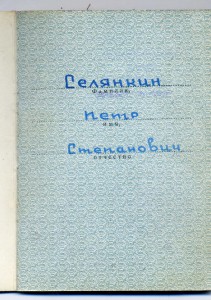 Селянкин
Фамилия,
Петр
имя,
Степанович
отчество.